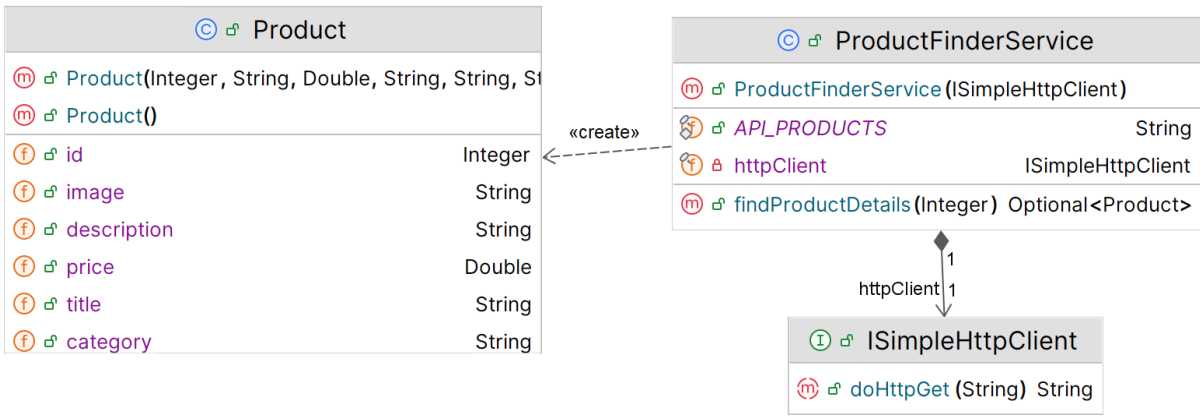 Product
Product(Integer, String, Double, String, String, St
Product()
id Integer
image String
description String
price Double
title String
category String
«create»
ProductFinderService
ProductFinderService(ISimpleHttpClient)
API_PRODUCTS String
httpClient ISimpleHttpClient
findProductDetails(Integer) Optional<Product>
1
httpClient 1
ISimpleHttpClient
doHttpGet(String) String